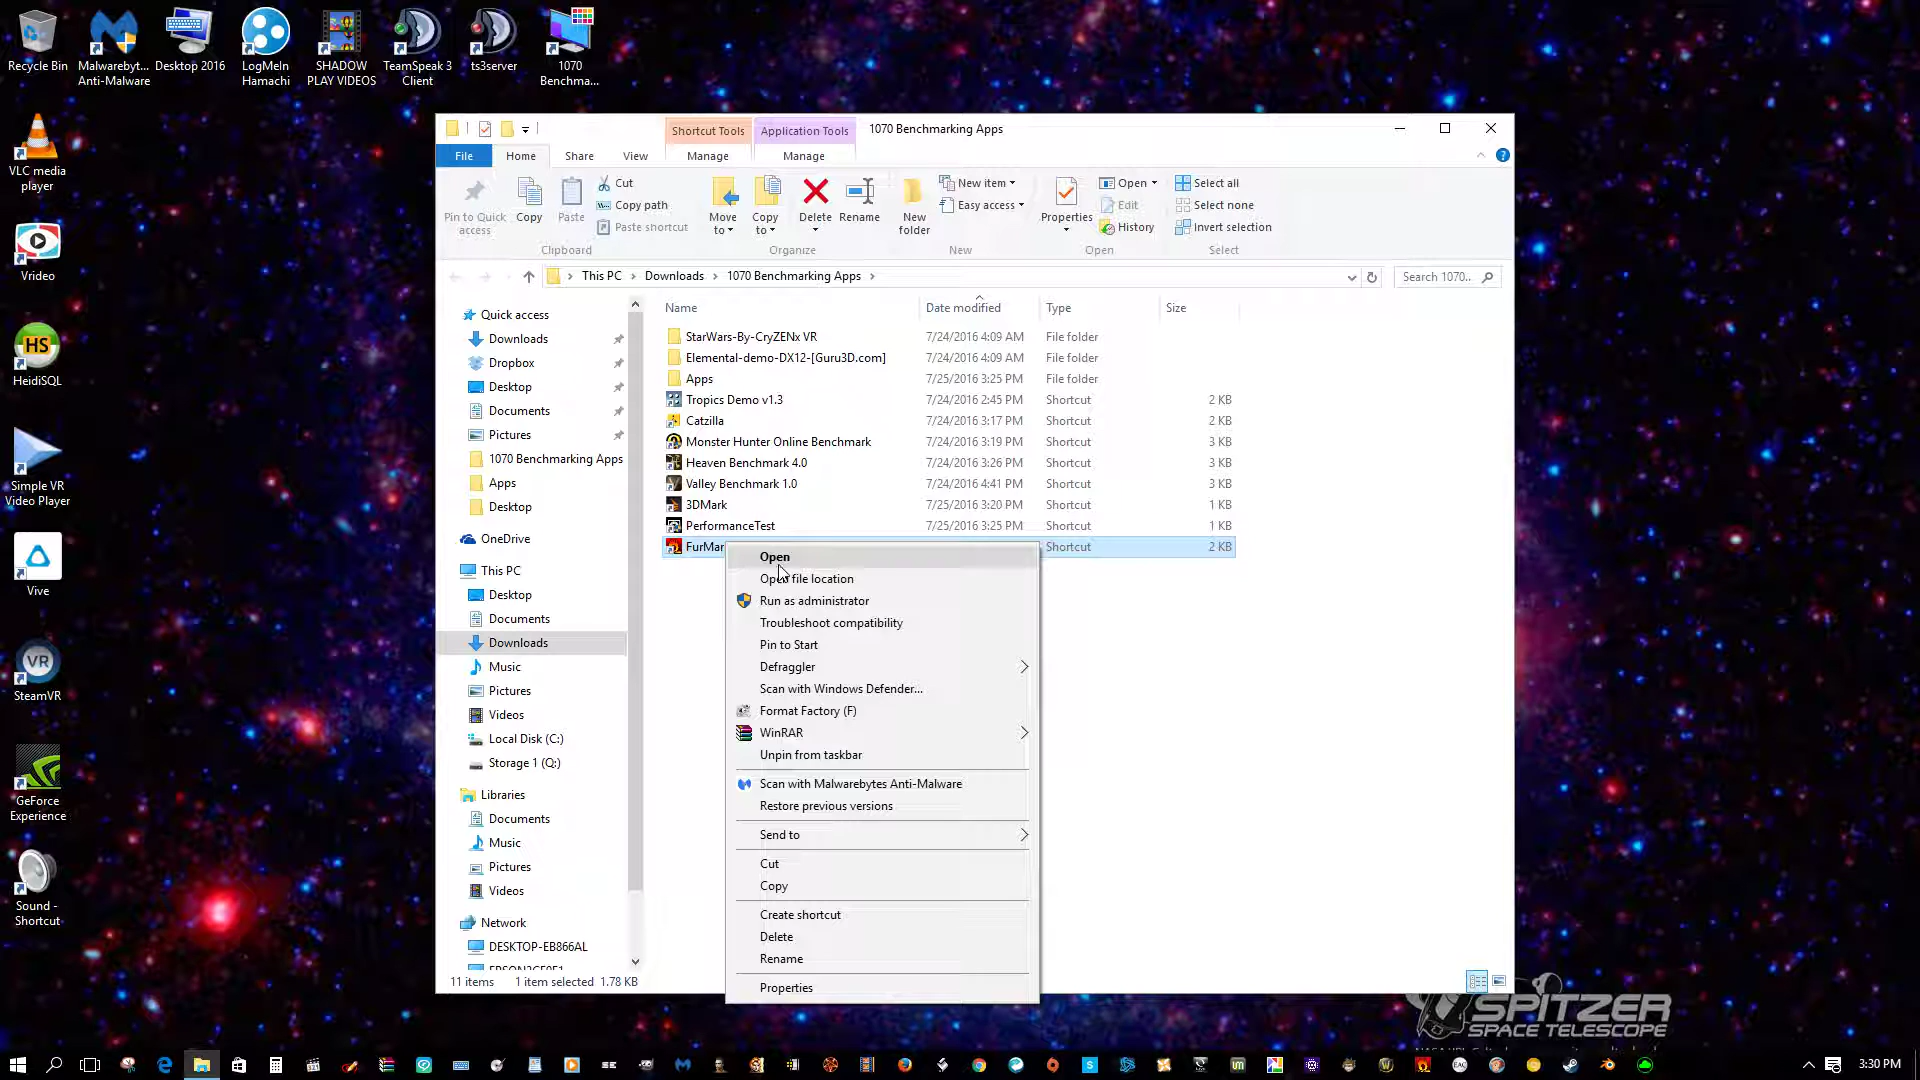 Recycle Bin
Malwarebyt... Anti-Malware
Desktop 2016
LogMeIn Hamachi
SHADOW PLAY VIDEOS
TeamSpeak 3 Client
ts3server
1070 Benchma...
VLC media player
Vrideo
HS
HeidiSQL
Simple VR Video Player
Vive
VR
SteamVR
GeForce Experience
Sound - Shortcut
Shortcut Tools
Application Tools
1070 Benchmarking Apps
File
Home
Share
View
Manage
Manage
Pin to Quick access
Copy
Paste
Cut
Copy path
Paste shortcut
Clipboard
Move to
Copy to
Delete
Rename
Organize
New folder
New item
Easy access
New
Properties
Open
Edit
History
Open
Select all
Select none
Invert selection
Select
This PC > Downloads > 1070 Benchmarking Apps >
Search 1070...
Quick access
Downloads
Dropbox
Desktop
Documents
Pictures
1070 Benchmarking Apps
Apps
Desktop
OneDrive
This PC
Desktop
Documents
Downloads
Music
Pictures
Videos
Local Disk (C:)
Storage 1 (Q:)
Libraries
Documents
Music
Pictures
Videos
Network
DESKTOP-EB866AL
Name Date modified Type Size
StarWars-By-CryZENx VR 7/24/2016 4:09 AM File folder
Elemental-demo-DX12-[Guru3D.com] 7/24/2016 4:09 AM File folder
Apps 7/25/2016 3:25 PM File folder
Tropics Demo v1.3 7/24/2016 2:45 PM Shortcut 2 KB
Catzilla 7/24/2016 3:17 PM Shortcut 2 KB
Monster Hunter Online Benchmark 7/24/2016 3:19 PM Shortcut 3 KB
Heaven Benchmark 4.0 7/24/2016 3:26 PM Shortcut 3 KB
Valley Benchmark 1.0 7/24/2016 4:41 PM Shortcut 3 KB
3DMark 7/25/2016 3:20 PM Shortcut 1 KB
PerformanceTest 7/25/2016 3:25 PM Shortcut 1 KB
FurMar Shortcut 2 KB
Open
Open file location
Run as administrator
Troubleshoot compatibility
Pin to Start
Defraggler
Scan with Windows Defender...
Format Factory (F)
WinRAR
Unpin from taskbar
Scan with Malwarebytes Anti-Malware
Restore previous versions
Send to
Cut
Copy
Create shortcut
Delete
Rename
Properties
11 items 1 item selected 1.78 KB
SPITZER
SPACE TELESCOPE
3:30 PM